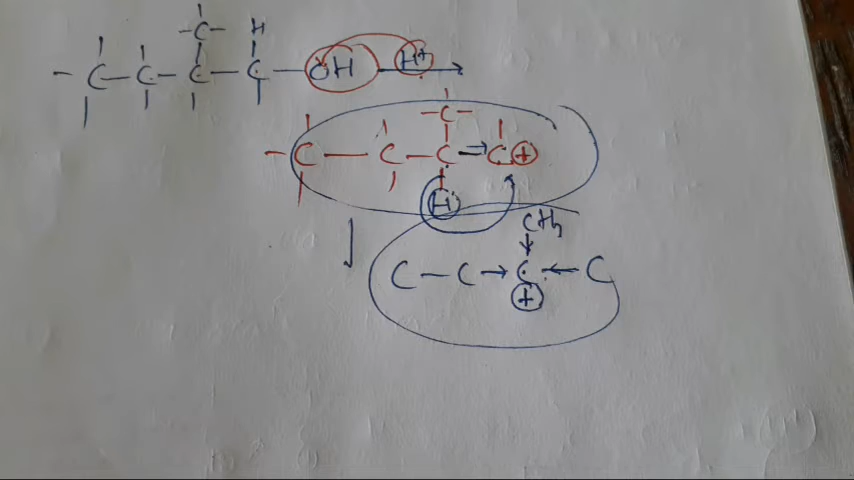 -C- H
-C-C-C-C-OH H+ →
-C-
-C-C-C→C+
H
CH3
C-C→C←C
+